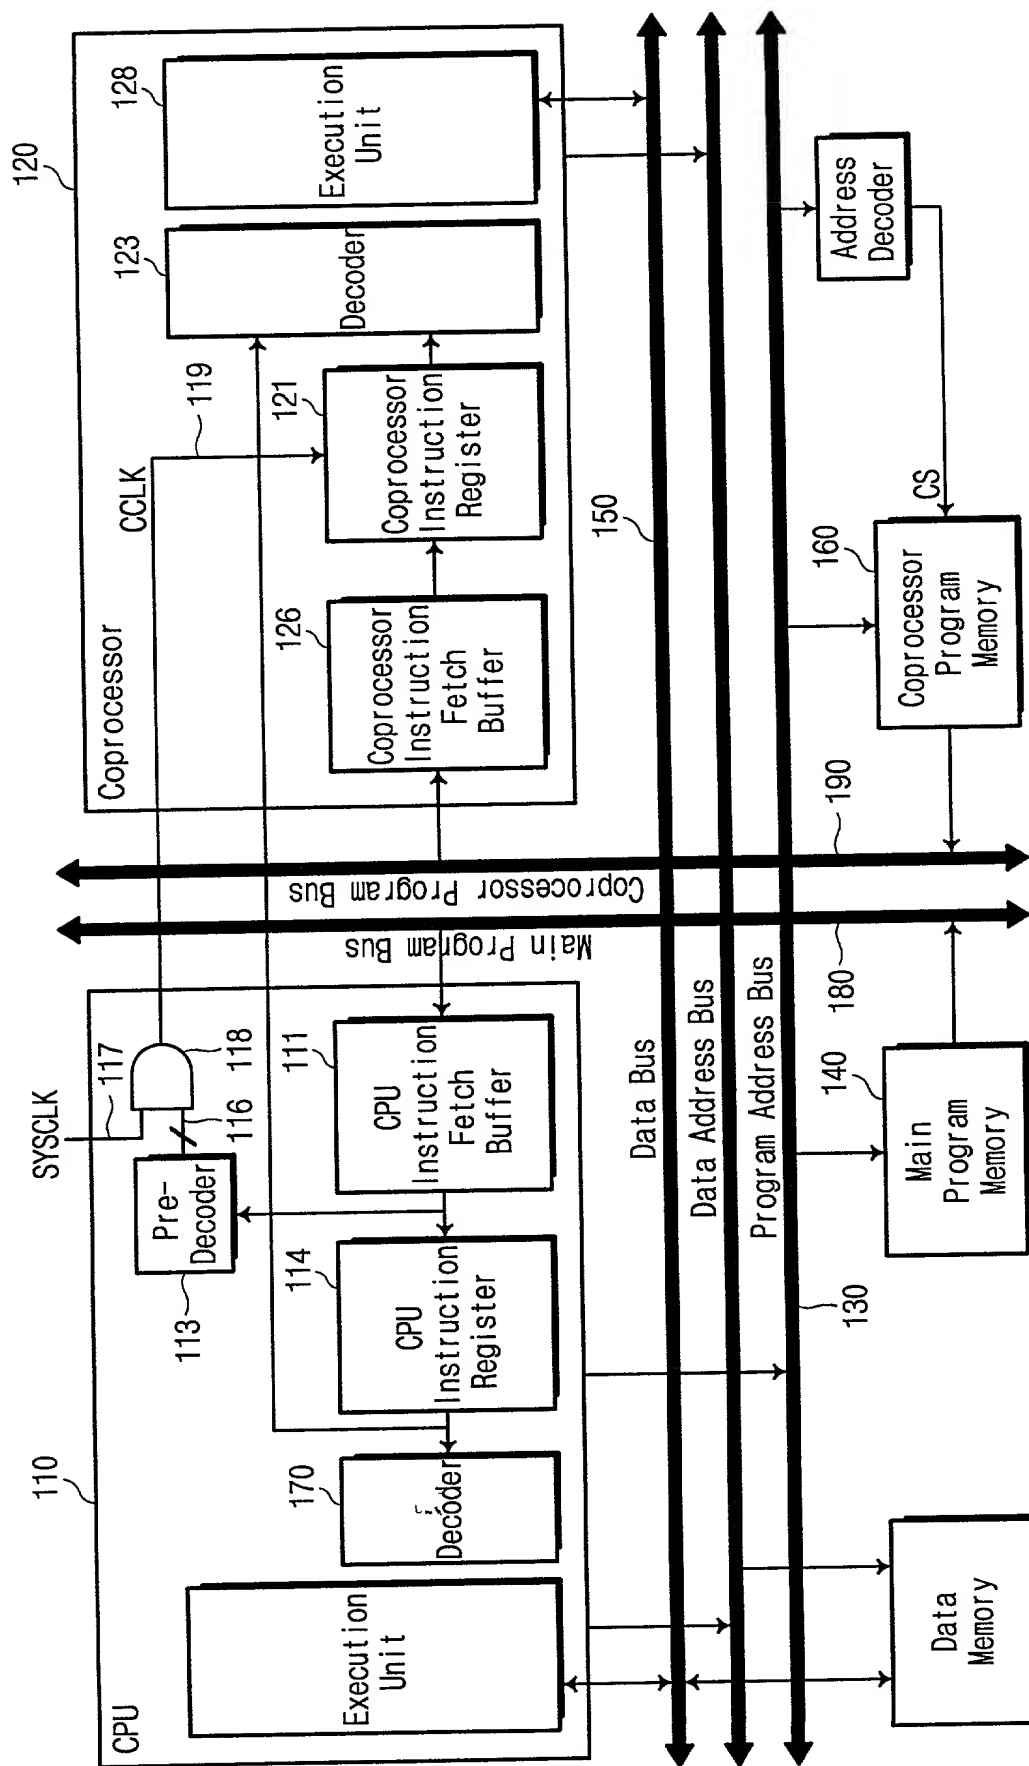 CPU
110
Execution
Unit
170
Decoder
114
CPU
Instruction
Register
113
Pre-
Decoder
SYSCLK
117
116
118
111
CPU
Instruction
Fetch
Buffer
Main Program Bus
Coprocessor Program Bus
Coprocessor
120
CCLK
119
126
Coprocessor
Instruction
Fetch
Buffer
121
Coprocessor
Instruction
Register
123
Decoder
128
Execution
Unit
Data Bus
150
Data Address Bus
Program Address Bus
130
180
190
Data
Memory
140
Main
Program
Memory
160
Coprocessor
Program
Memory
CS
Address
Decoder